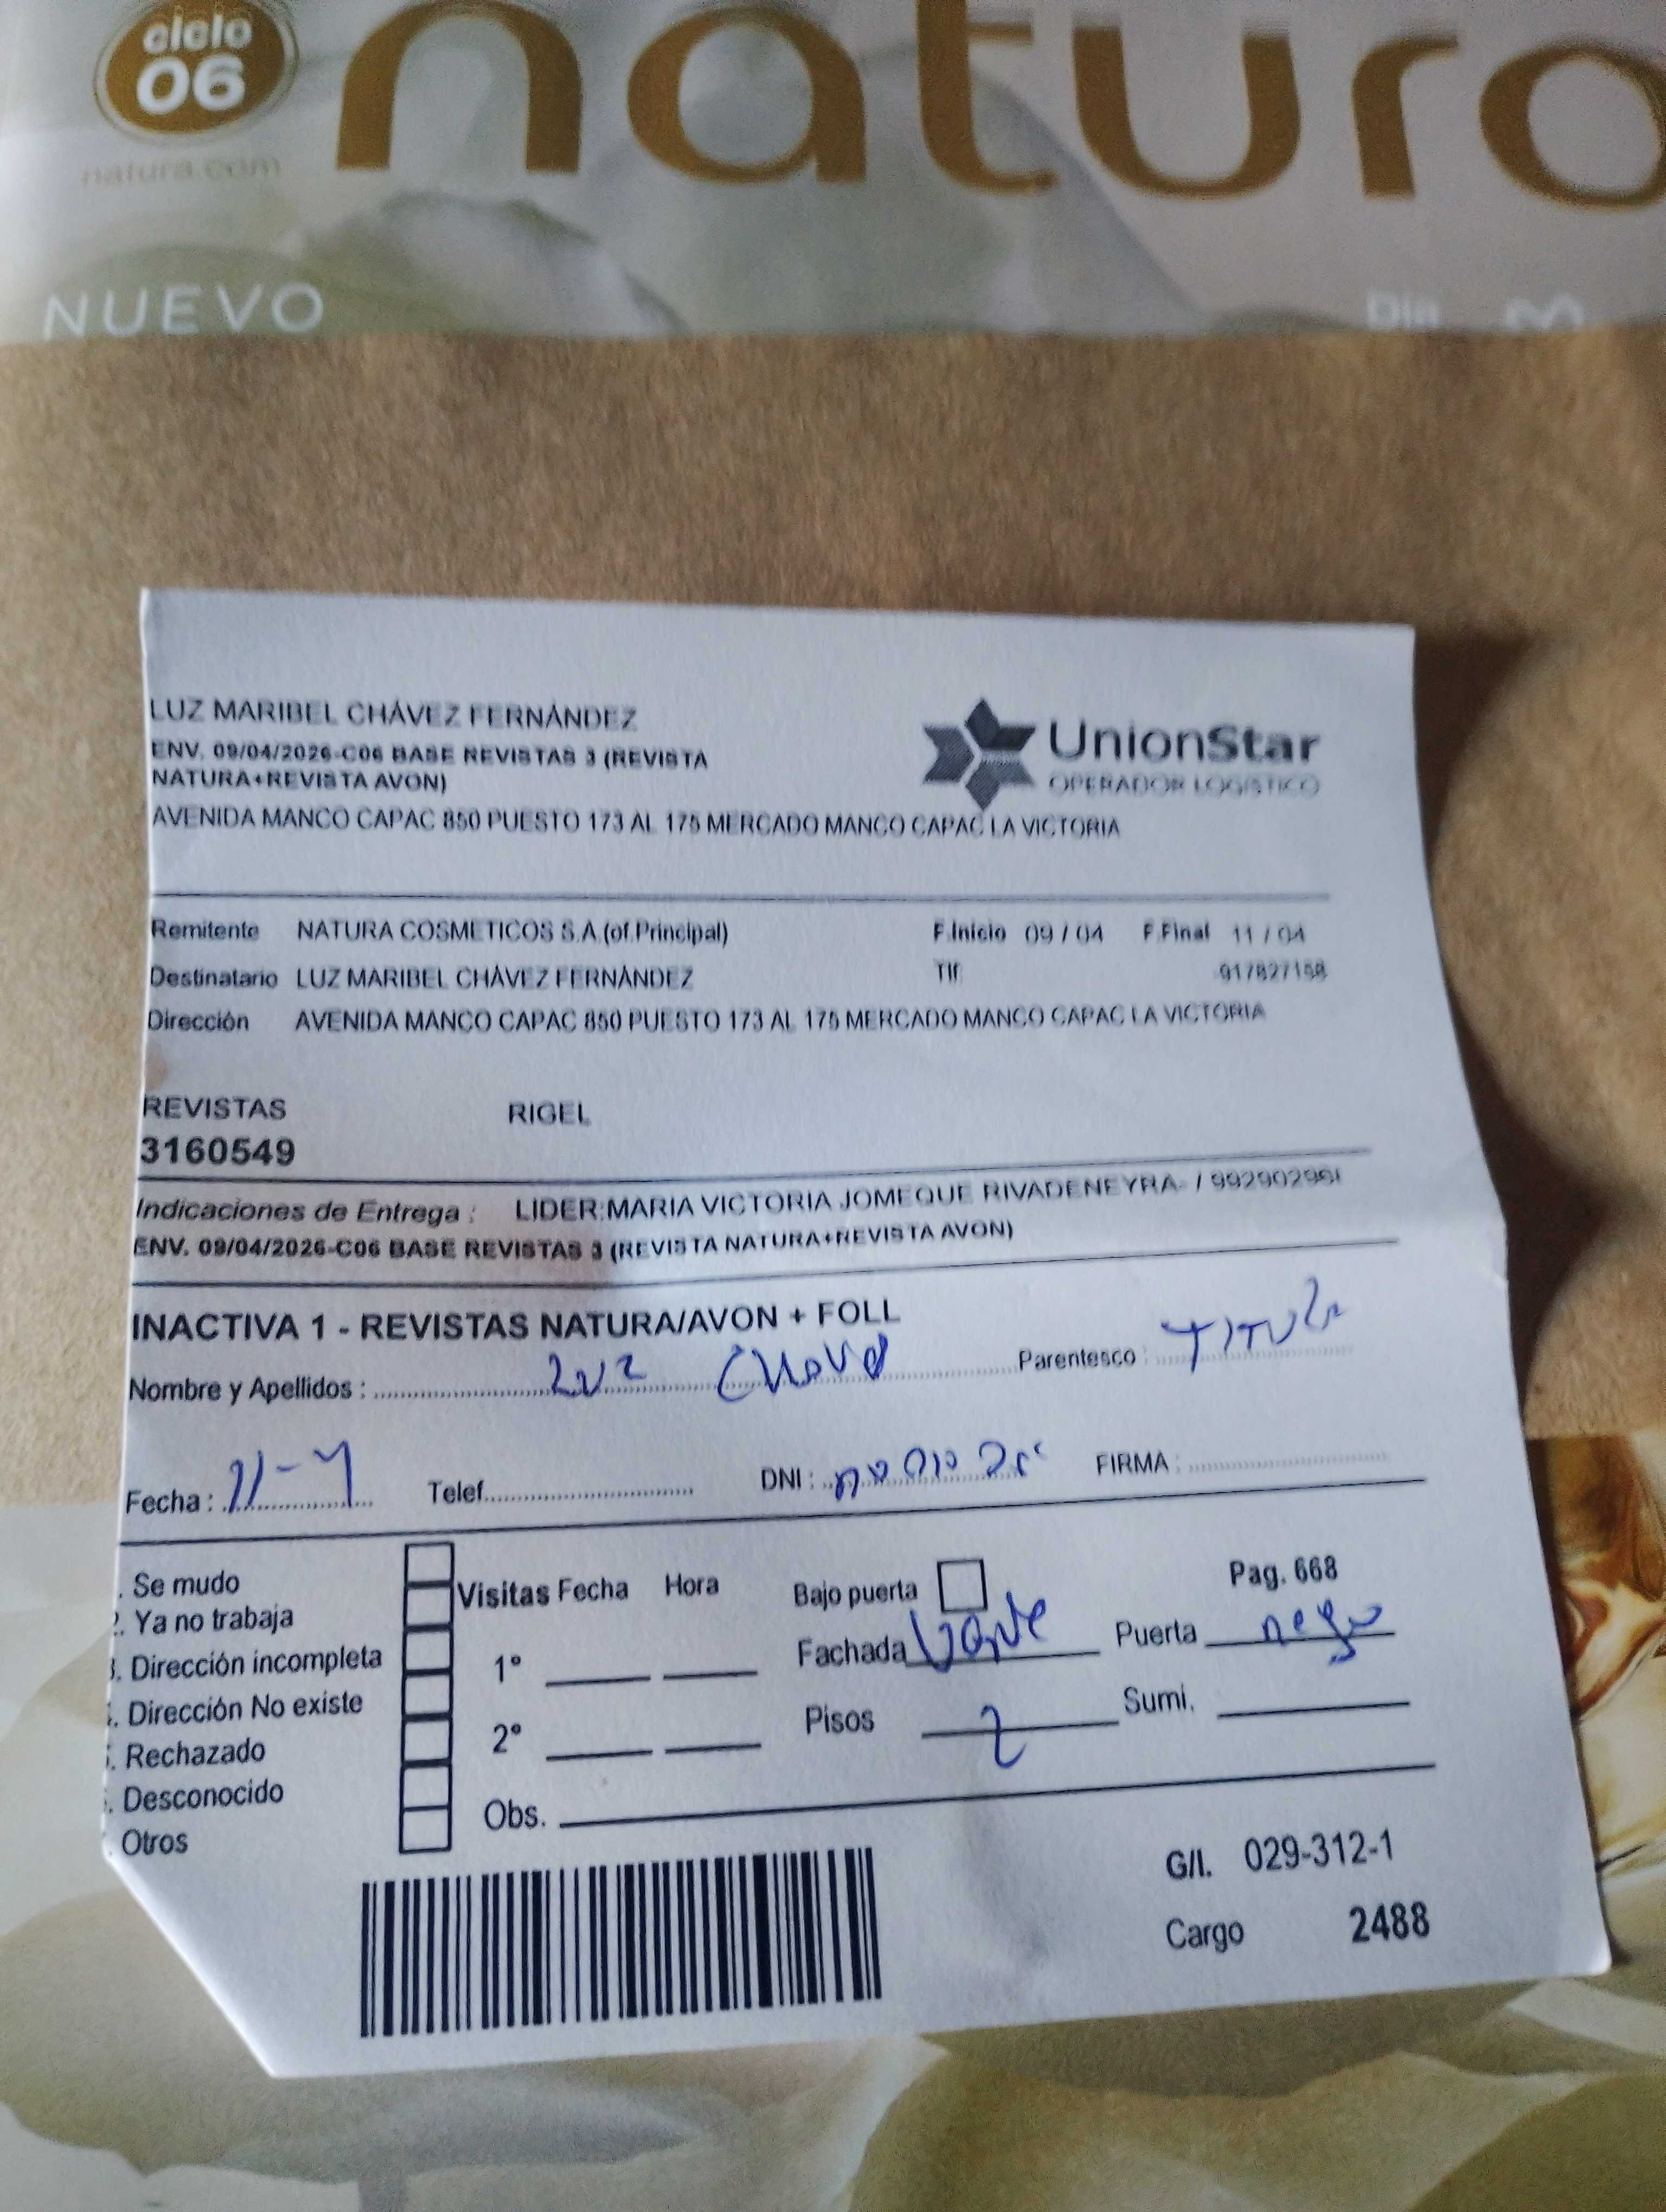 ciclo
06
natura.com
natura
NUEVO
Día
LUZ MARIBEL CHÁVEZ FERNÁNDEZ
ENV. 09/04/2026-C06 BASE REVISTAS 3 (REVISTA
NATURA+REVISTA AVON)
AVENIDA MANCO CAPAC 850 PUESTO 173 AL 175 MERCADO MANCO CAPAC LA VICTORIA
UnionStar
OPERADOR LOGISTICO
Remitente NATURA COSMETICOS S.A.(of.Principal) F.Inicio 09 / 04 F.Final 11 / 04
Destinatario LUZ MARIBEL CHÁVEZ FERNÁNDEZ Tlf 917827158
Dirección AVENIDA MANCO CAPAC 850 PUESTO 173 AL 175 MERCADO MANCO CAPAC LA VICTORIA
REVISTAS RIGEL
3160549
Indicaciones de Entrega : LIDER:MARIA VICTORIA JOMEQUE RIVADENEYRA- /
ENV. 09/04/2026-C06 BASE REVISTAS 3 (REVISTA NATURA+REVISTA AVON)
INACTIVA 1 - REVISTAS NATURA/AVON + FOLL
Nombre y Apellidos : Luz Parentesco :
Fecha : 11-4 Telef. DNI : FIRMA :
. Se mudo
2. Ya no trabaja
3. Dirección incompleta
. Dirección No existe
. Rechazado
. Desconocido
Otros
Visitas Fecha Hora
1°
2°
Obs.
Bajo puerta Pag. 668
Fachada Puerta negro
Pisos 2 Sumi.
G/I. 029-312-1
Cargo 2488